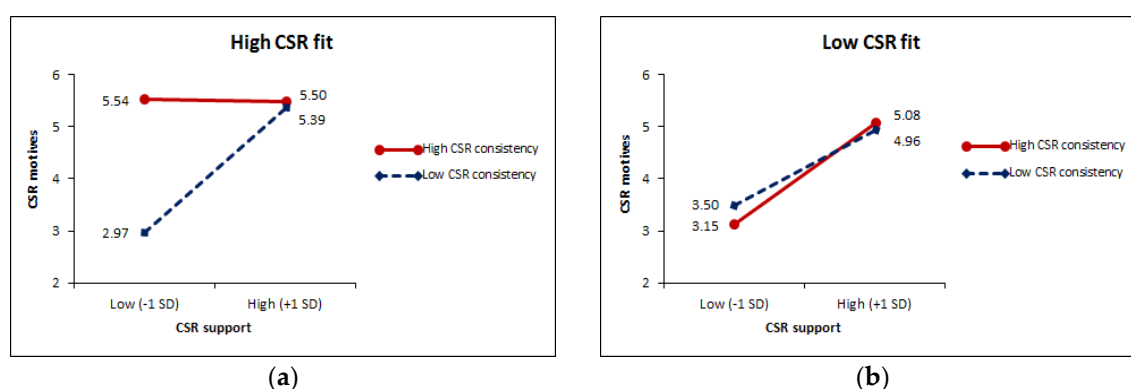 High CSR fit
6
5
4
3
2
CSR motives
5.54
2.97
5.50
5.39
High CSR consistency
Low CSR consistency
Low (-1 SD)
High (+1 SD)
CSR support
(a)
Low CSR fit
6
5
4
3
2
CSR motives
3.50
3.15
5.08
4.96
High CSR consistency
Low CSR consistency
Low (-1 SD)
High (+1 SD)
CSR support
(b)